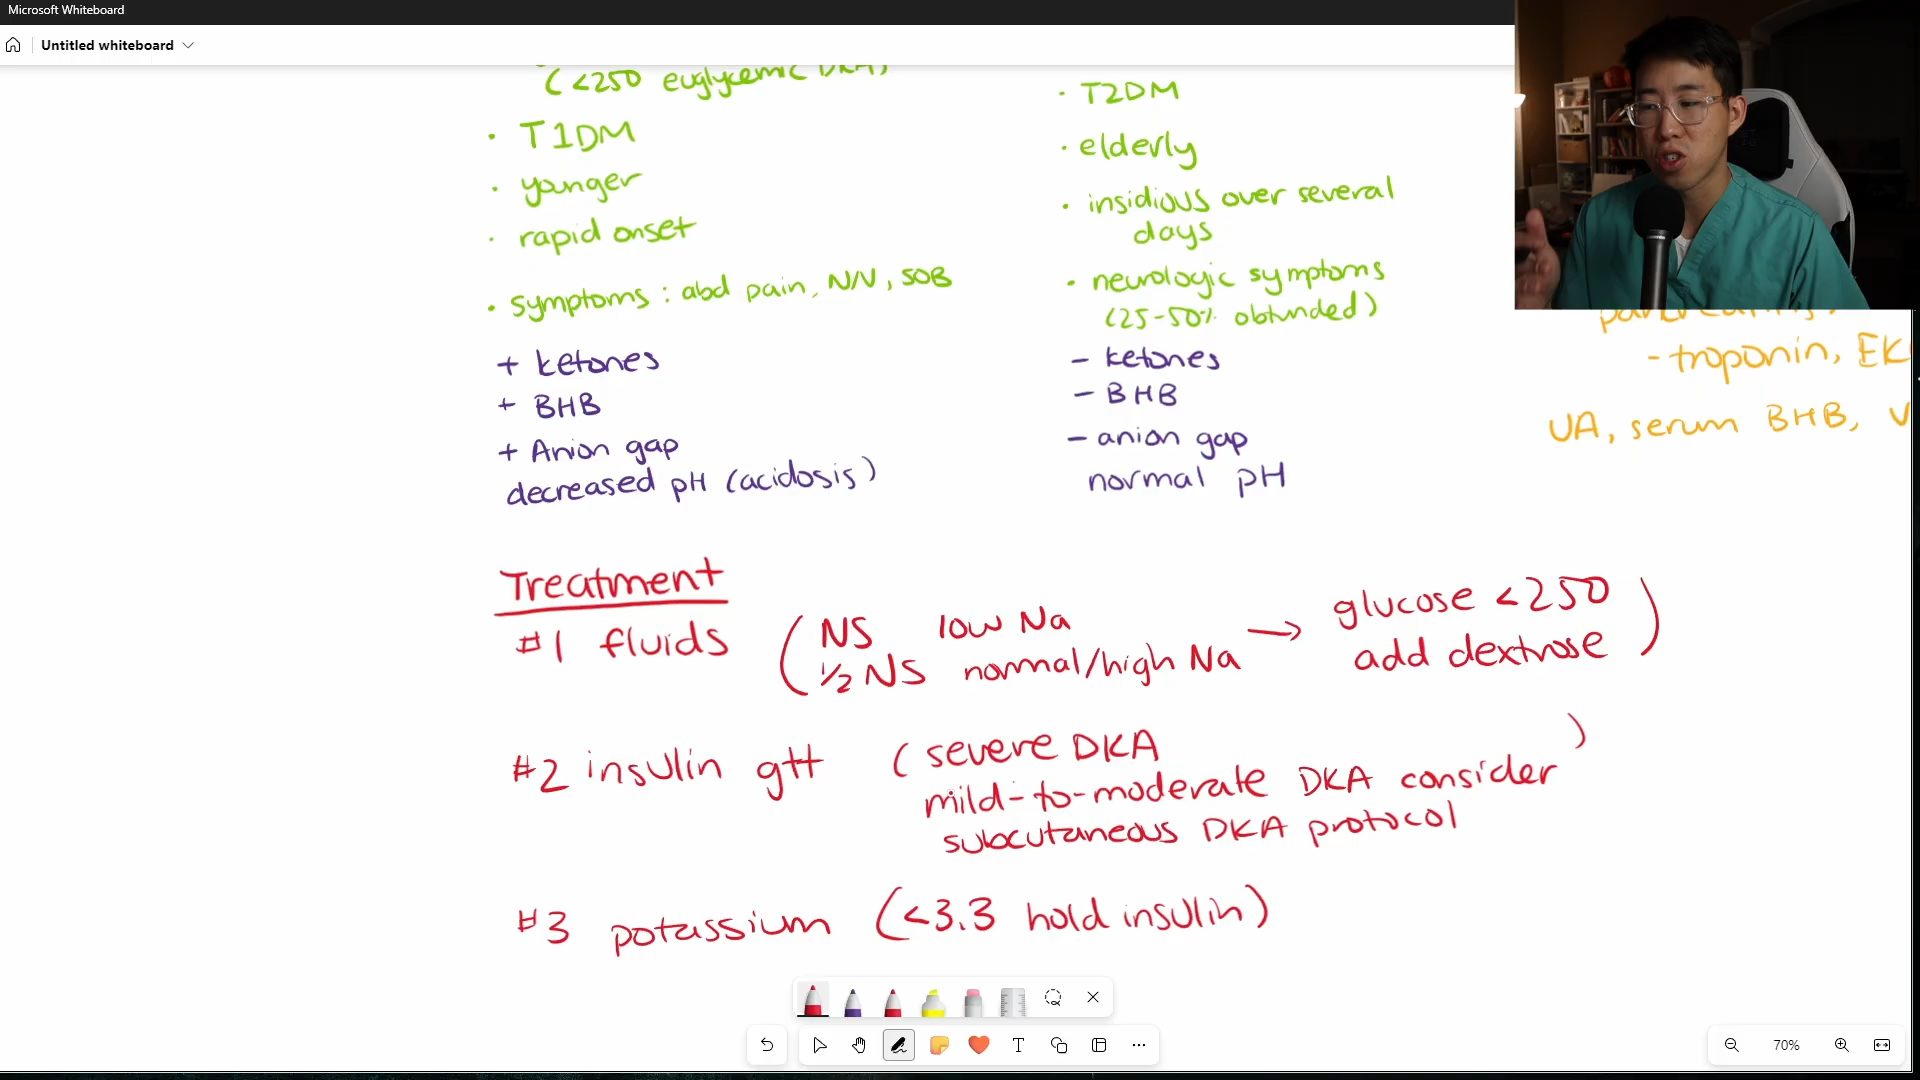 Microsoft Whiteboard
Untitled whiteboard
(<250 euglycemic DKA)
· T1DM
· younger
· rapid onset
· symptoms: abd pain, N/V, SOB
+ ketones
+ BHB
+ Anion gap
decreased pH (acidosis)
· T2DM
· elderly
· insidious over several
days
· neurologic symptoms
(25-50% obtunded)
- ketones
- BHB
- anion gap
normal pH
- troponin, EK
UA, serum BHB, V
Treatment
#1 fluids (NS low Na
1/2 NS normal/high Na → glucose <250
add dextrose)
#2 insulin gtt (severe DKA
mild-to-moderate DKA consider
subcutaneous DKA protocol)
#3 potassium (<3.3 hold insulin)
70%